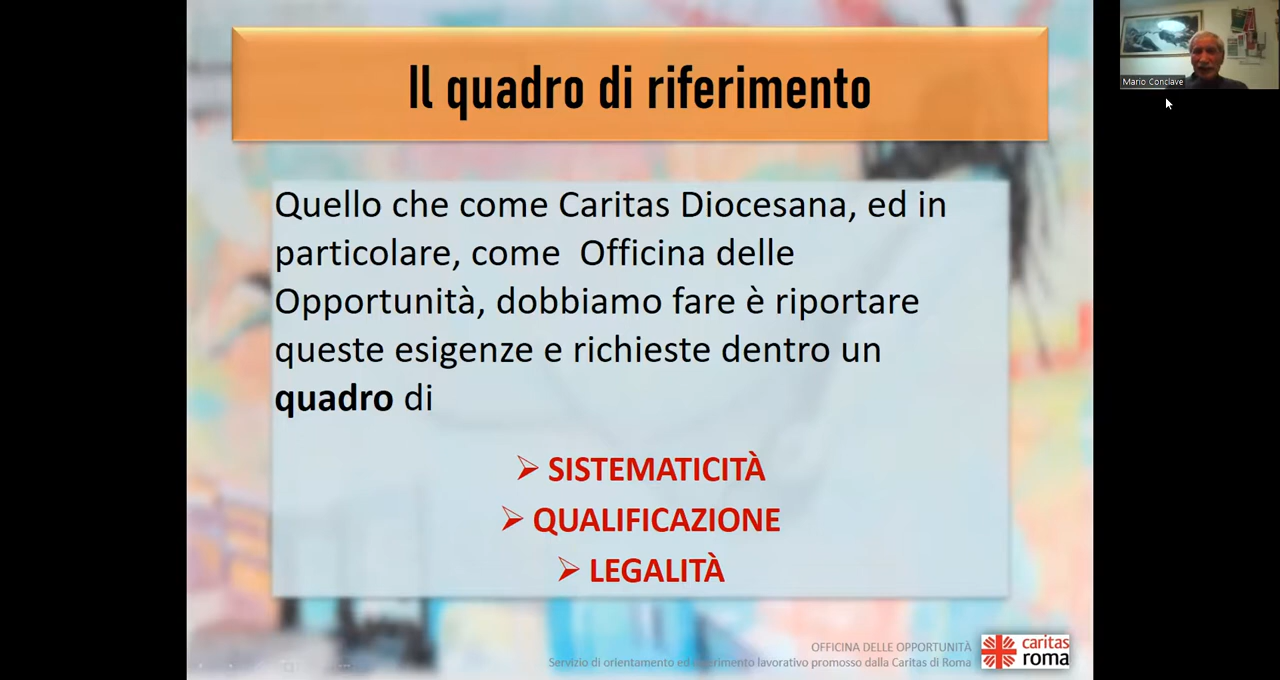 Il quadro di riferimento
Mario Conclave
Quello che come Caritas Diocesana, ed in
particolare, come Officina delle
Opportunità, dobbiamo fare è riportare
queste esigenze e richieste dentro un
quadro di
➢ SISTEMATICITÀ
➢ QUALIFICAZIONE
➢ LEGALITÀ
OFFICINA DELLE OPPORTUNITÀ
Servizio di orientamento ed inserimento lavorativo promosso dalla Caritas di Roma
caritas
roma